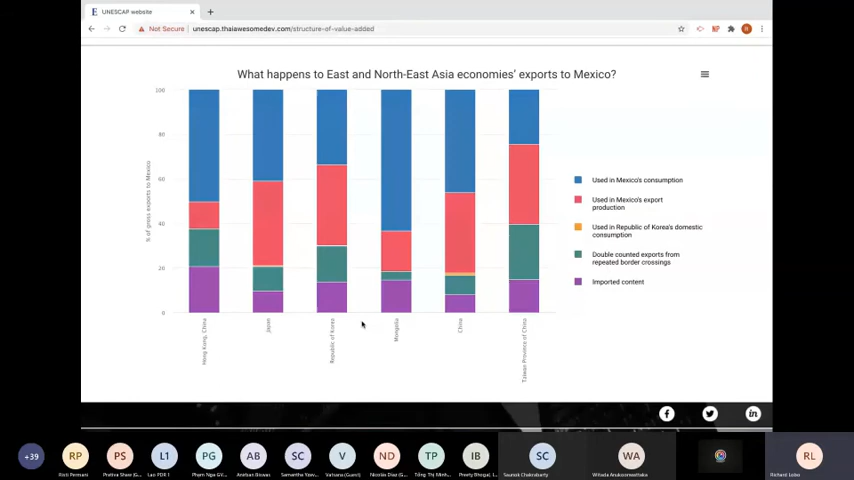 UNESCAP website
Not Secure
unescap.thaiawesomedev.com/structure-of-value-added
What happens to East and North-East Asia economies' exports to Mexico?
100
80
60
40
20
0
% of gross exports to Mexico
Hong Kong, China
Japan
Republic of Korea
Mongolia
China
Taiwan Province of China
Used in Mexico's consumption
Used in Mexico's export
production
Used in Republic of Korea's domestic
consumption
Double counted exports from
repeated border crossings
Imported content
+39
RP
PS
L1
PG
AB
SC
V
ND
TP
IB
SC
WA
RL
Lao PDR 1
Anirban Biswas
Richard Lobo